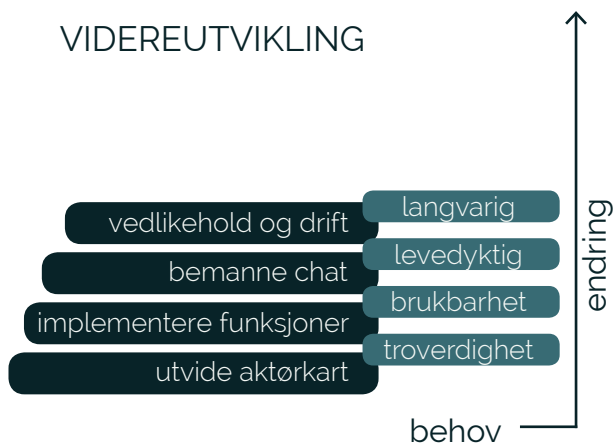 VIDEREUTVIKLING
langvarig
vedlikehold og drift
levedyktig
bemanne chat
brukbarhet
implementere funksjoner
troverdighet
utvide aktørkart
endring
behov